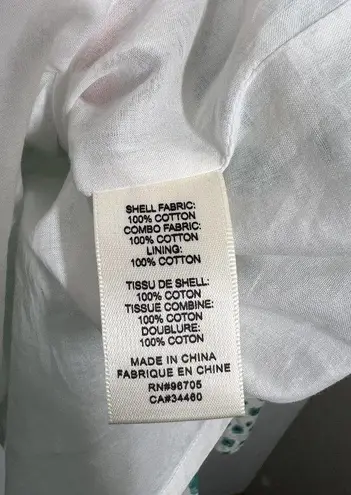 SHELL FABRIC:
100% COTTON
COMBO FABRIC:
100% COTTON
LINING:
100% COTTON
TISSU DE SHELL:
100% COTON
TISSUE COMBINE:
100% COTON
DOUBLURE:
100% COTON
MADE IN CHINA
FABRIQUE EN CHINE
RN#96705
CA#34460